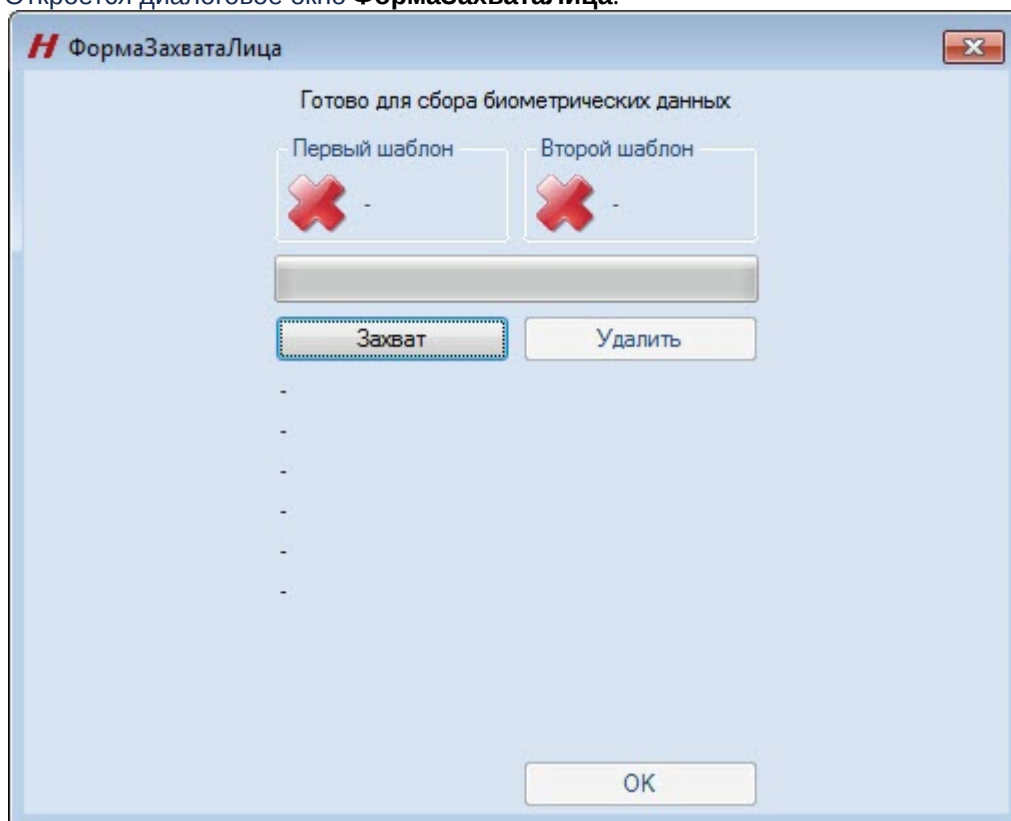 Откроется диалоговое окно ФормаЗахватаЛица.
H ФормаЗахватаЛица
Готово для сбора биометрических данных
Первый шаблон Второй шаблон
- -
Захват Удалить
-
-
-
-
-
-
OK